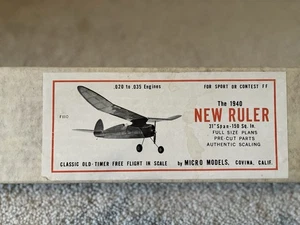 .020 to .035 Engines
FOR SPORT OR CONTEST FF
The 1940
NEW RULER
31" Span-150 Sq. in.
FULL SIZE PLANS
PRE-CUT PARTS
AUTHENTIC SCALING
CLASSIC OLD-TIMER FREE FLIGHT IN SCALE
by MICRO MODELS, COVINA, CALIF.